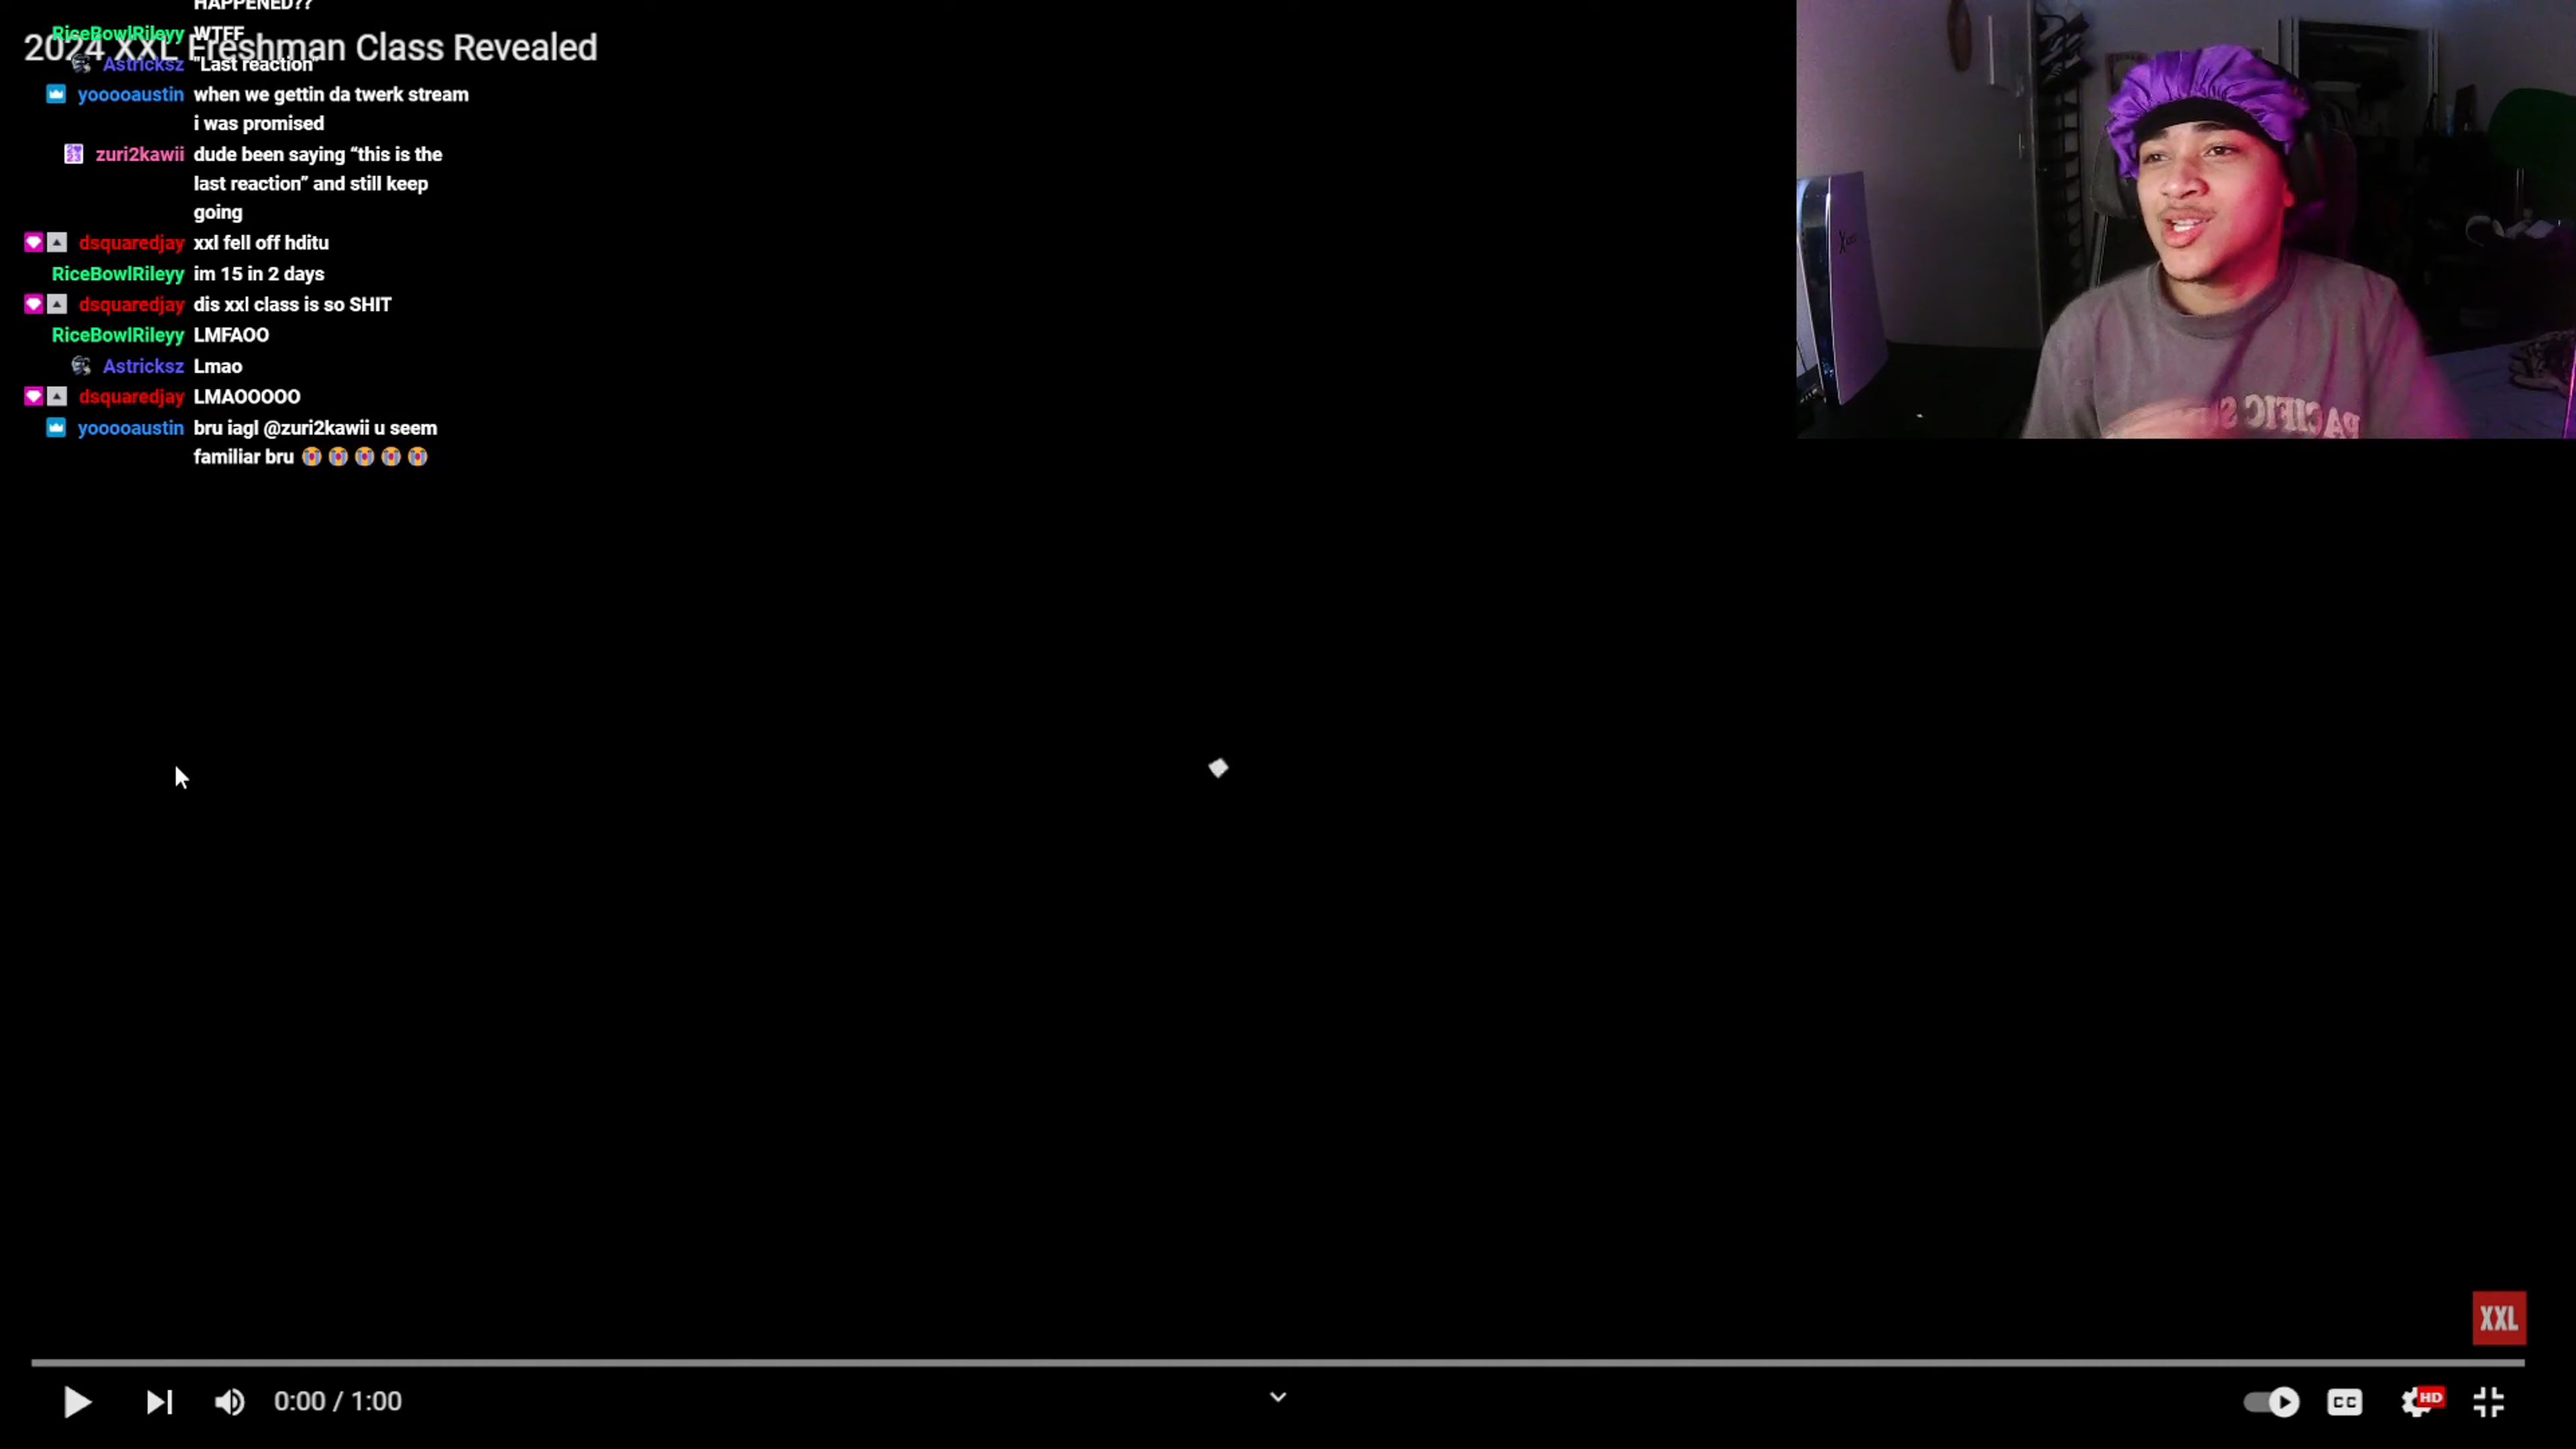 HAPPENED??
RiceBowlRileyy WTFF
2024 XXL Freshman Class Revealed
Astricksz "Last reaction"
yooooaustin when we gettin da twerk stream
i was promised
zuri2kawii dude been saying “this is the
last reaction” and still keep
going
dsquaredjay xxl fell off hditu
RiceBowlRileyy im 15 in 2 days
dsquaredjay dis xxl class is so SHIT
RiceBowlRileyy LMFAOO
Astricksz Lmao
dsquaredjay LMAOOOOO
yooooaustin bru iagl @zuri2kawii u seem
familiar bru 😭😭😭😭😭
XXL
0:00 / 1:00
CC
HD